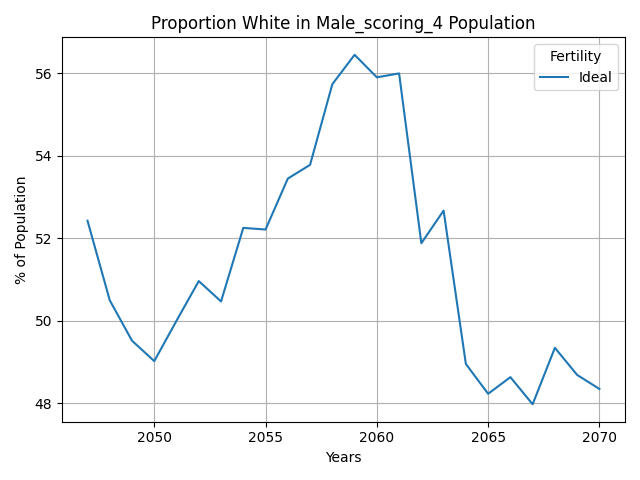 Proportion White in Male_scoring_4 Population
Fertility
Ideal
% of Population
56
54
52
50
48
2050 2055 2060 2065 2070
Years